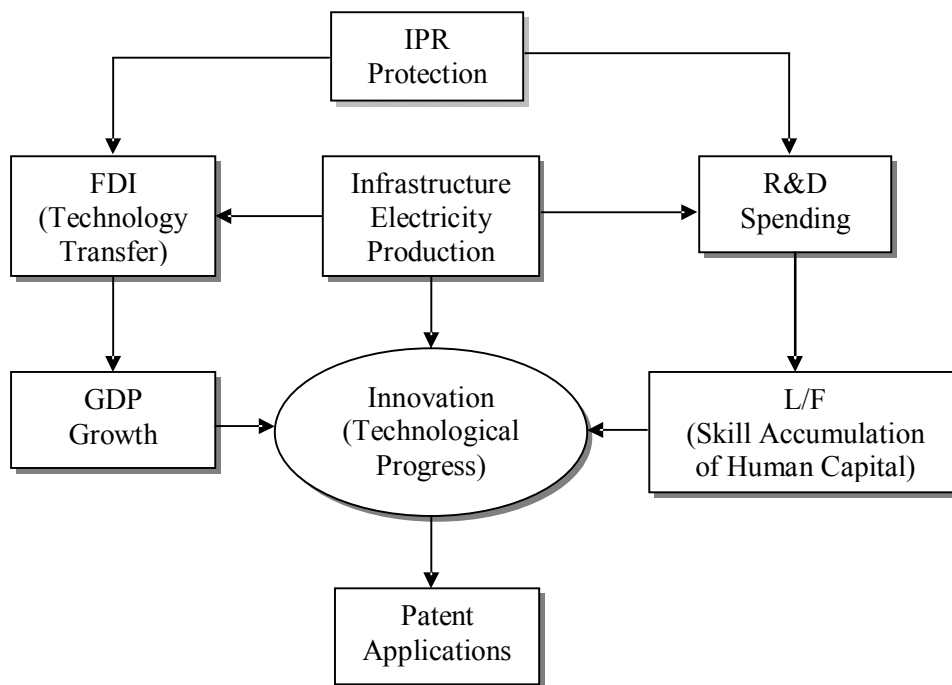 IPR
Protection
FDI
(Technology
Transfer)
Infrastructure
Electricity
Production
R&D
Spending
GDP
Growth
Innovation
(Technological
Progress)
L/F
(Skill Accumulation
of Human Capital)
Patent
Applications